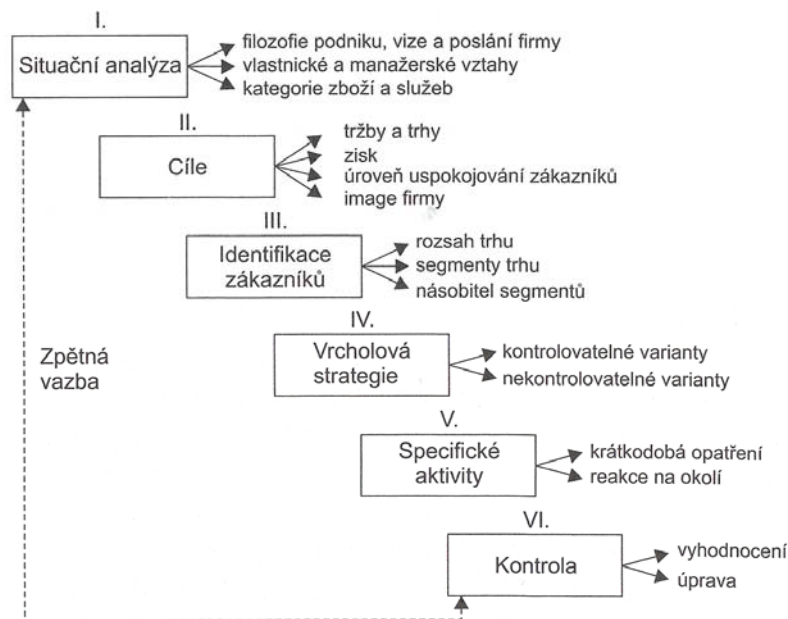 I.
Situační analýza
filozofie podniku, vize a poslání firmy
vlastnické a manažerské vztahy
kategorie zboží a služeb
II.
Cíle
tržby a trhy
zisk
úroveň uspokojování zákazníků
image firmy
III.
Identifikace
zákazníků
rozsah trhu
segmenty trhu
násobitel segmentů
IV.
Vrcholová
strategie
kontrolovatelné varianty
nekontrolovatelné varianty
Zpětná
vazba
V.
Specifické
aktivity
krátkodobá opatření
reakce na okolí
VI.
Kontrola
vyhodnocení
úprava